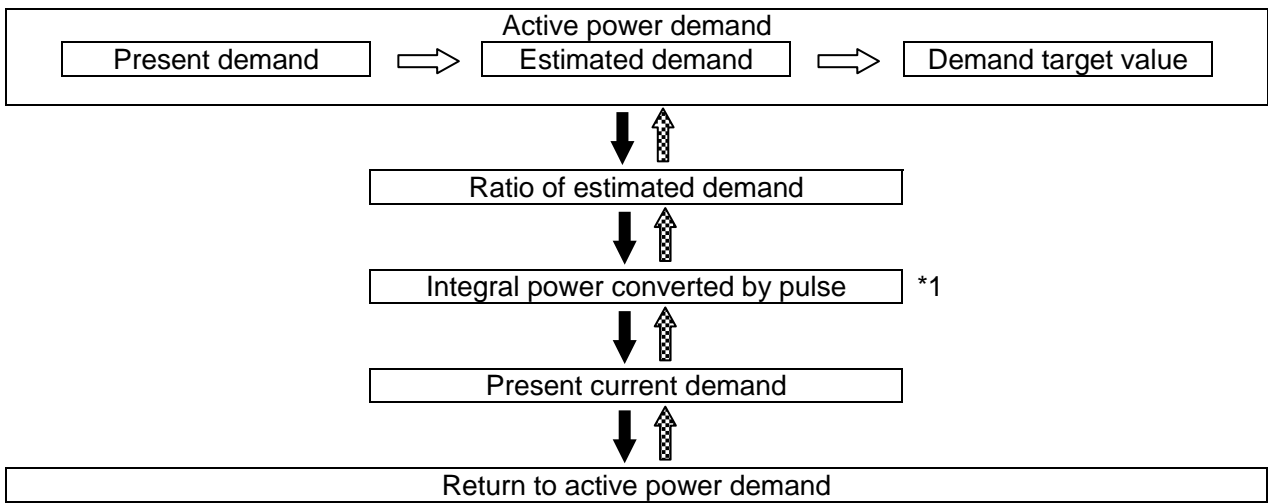 Active power demand
Present demand Estimated demand Demand target value
Ratio of estimated demand
Integral power converted by pulse *1
Present current demand
Return to active power demand